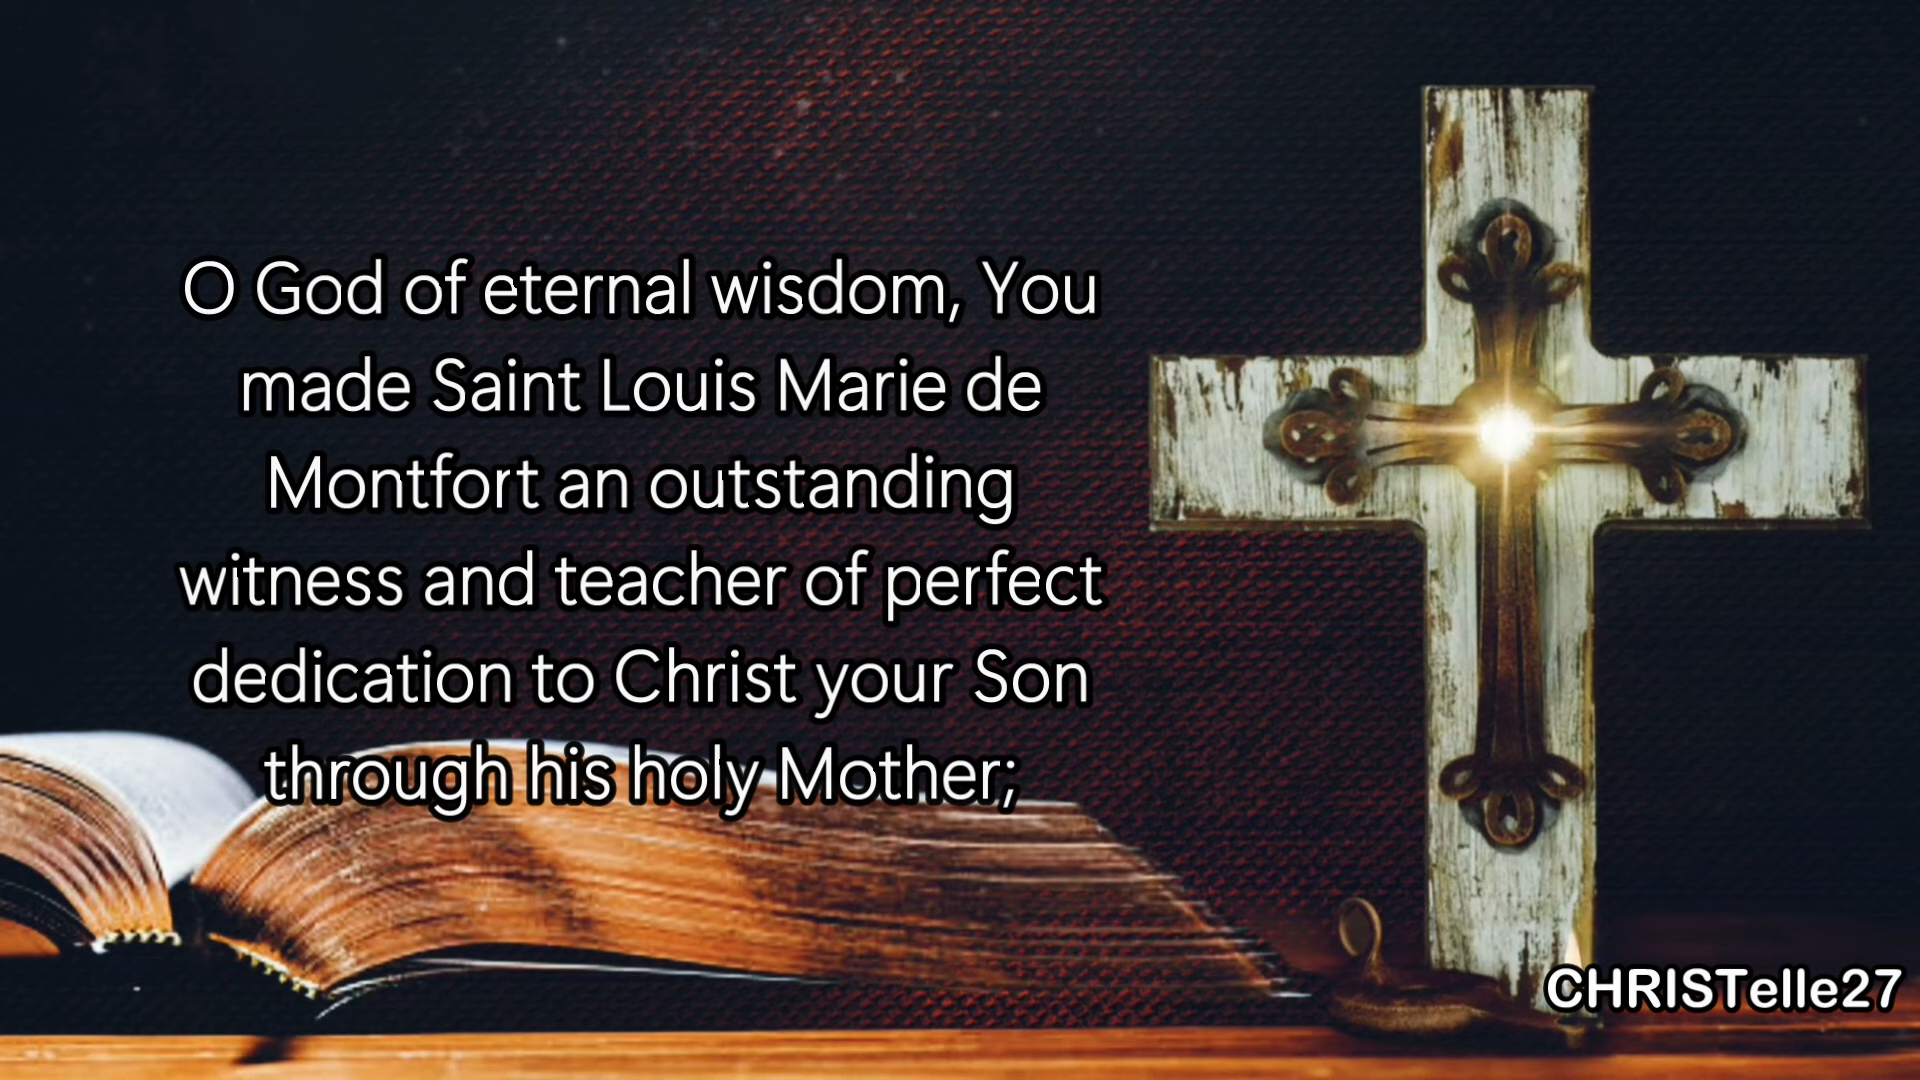 O God of eternal wisdom, You
made Saint Louis Marie de
Montfort an outstanding
witness and teacher of perfect
dedication to Christ your Son
through his holy Mother;
CHRISTelle27